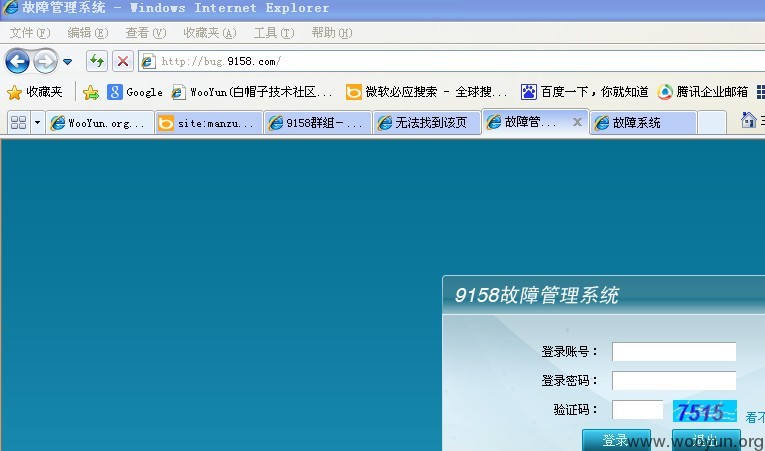 故障管理系统 - Windows Internet Explorer
文件(F) 编辑(E) 查看(V) 收藏夹(A) 工具(T) 帮助(H)
http://bug.9158.com/
收藏夹 Google WooYun(白帽子技术社区... 微软必应搜索 - 全球搜... 百度一下，你就知道 腾讯企业邮箱
WooYun.org... site:manzu... 9158群组—... 无法找到该页 故障管... 故障系统
9158故障管理系统
登录账号：
登录密码：
验证码： 7515 看不
登录 退出
www.wooyun.org